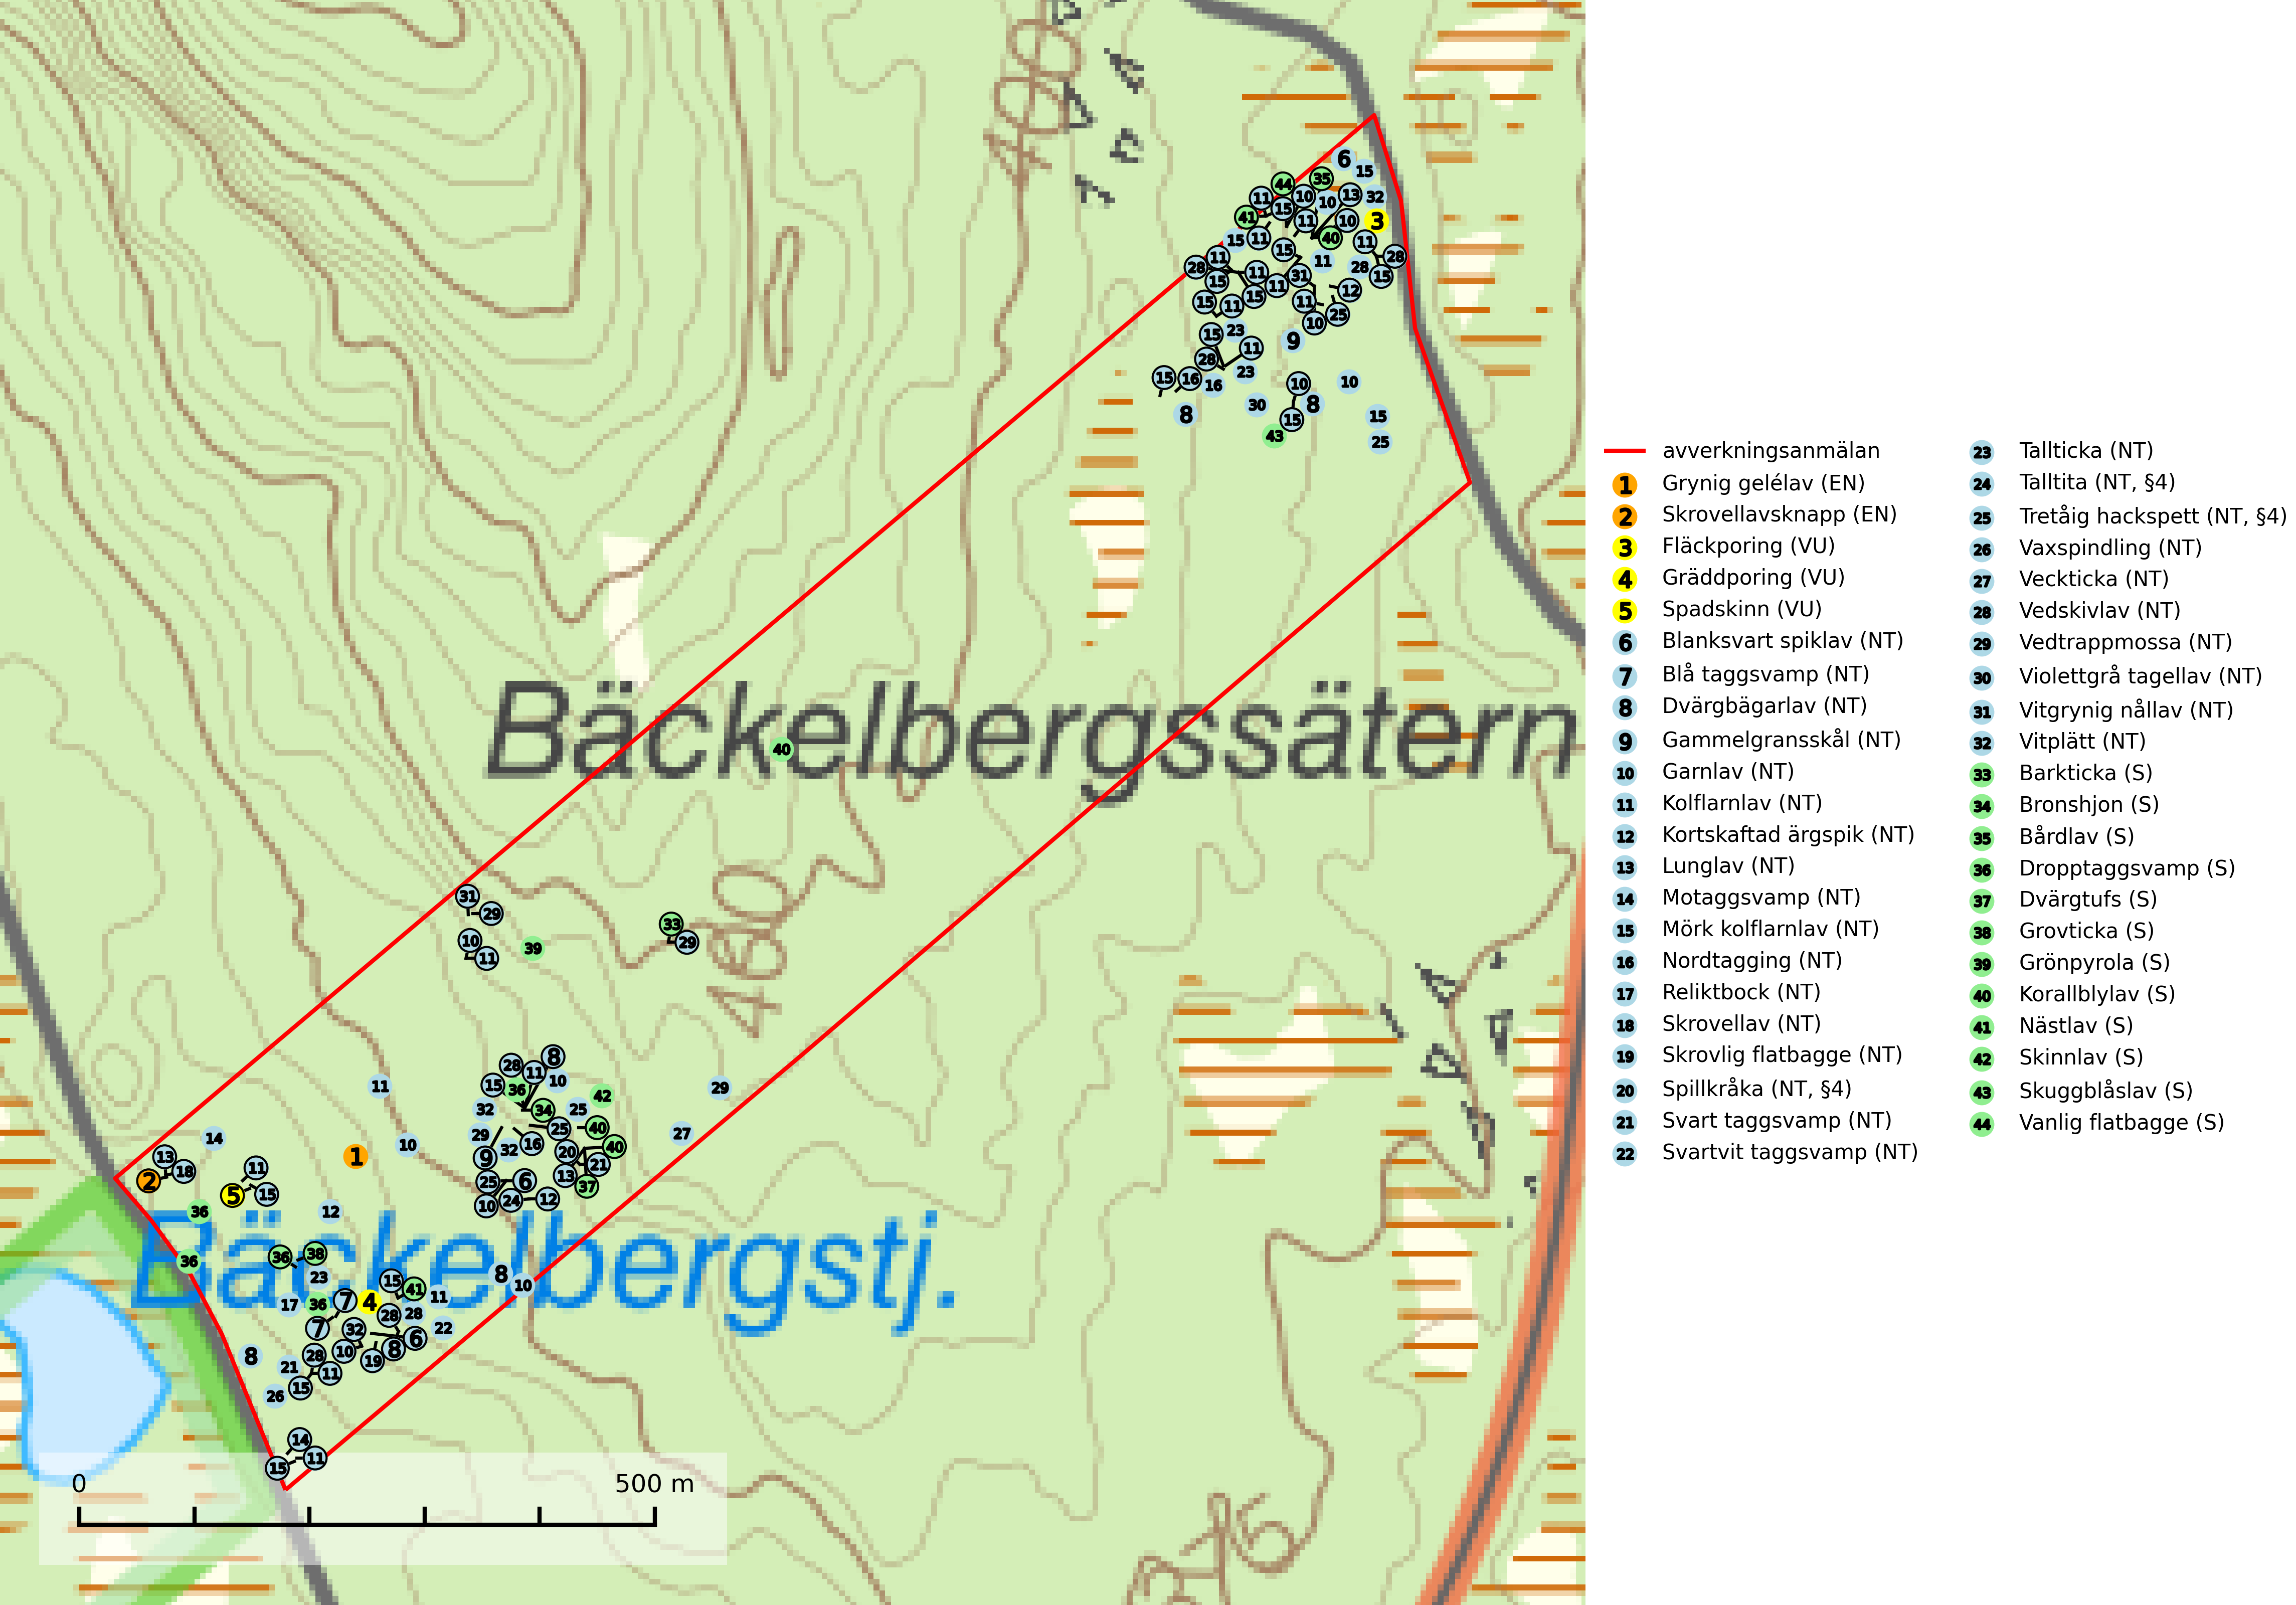 Bäckelbergssätern
Bäckelbergstj.
400
460
0 500 m
avverkningsanmälan
1 Grynig gelélav (EN)
2 Skrovellavsknapp (EN)
3 Fläckporing (VU)
4 Gräddporing (VU)
5 Spadskinn (VU)
6 Blanksvart spiklav (NT)
7 Blå taggsvamp (NT)
8 Dvärgbägarlav (NT)
9 Gammelgransskål (NT)
10 Garnlav (NT)
11 Kolflarnlav (NT)
12 Kortskaftad ärgspik (NT)
13 Lunglav (NT)
14 Motaggsvamp (NT)
15 Mörk kolflarnlav (NT)
16 Nordtagging (NT)
17 Reliktbock (NT)
18 Skrovellav (NT)
19 Skrovlig flatbagge (NT)
20 Spillkråka (NT, §4)
21 Svart taggsvamp (NT)
22 Svartvit taggsvamp (NT)
23 Tallticka (NT)
24 Talltita (NT, §4)
25 Tretåig hackspett (NT, §4)
26 Vaxspindling (NT)
27 Veckticka (NT)
28 Vedskivlav (NT)
29 Vedtrappmossa (NT)
30 Violettgrå tagellav (NT)
31 Vitgrynig nållav (NT)
32 Vitplätt (NT)
33 Barkticka (S)
34 Bronshjon (S)
35 Bårdlav (S)
36 Dropptaggsvamp (S)
37 Dvärgtufs (S)
38 Grovticka (S)
39 Grönpyrola (S)
40 Korallblylav (S)
41 Nästlav (S)
42 Skinnlav (S)
43 Skuggblåslav (S)
44 Vanlig flatbagge (S)